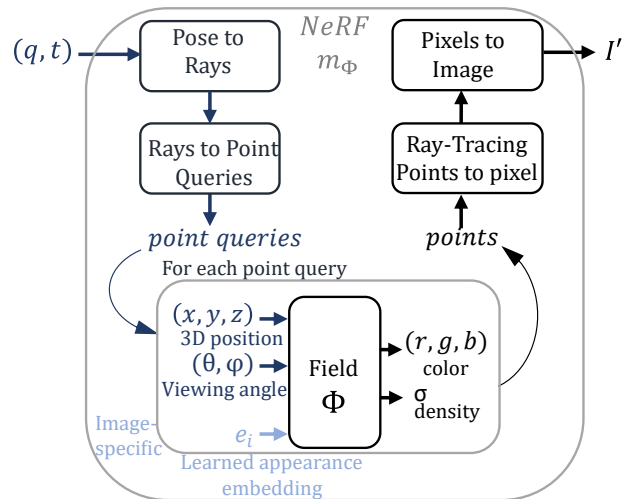 (q, t)
Pose to
Rays
NeRF
m_Φ
Pixels to
Image
I′
Rays to Point
Queries
Ray-Tracing
Points to pixel
point queries
points
For each point query
(x, y, z)
3D position
(θ, φ)
Viewing angle
Field
Φ
(r, g, b)
color
σ
density
Image-
specific
e_i
Learned appearance
embedding